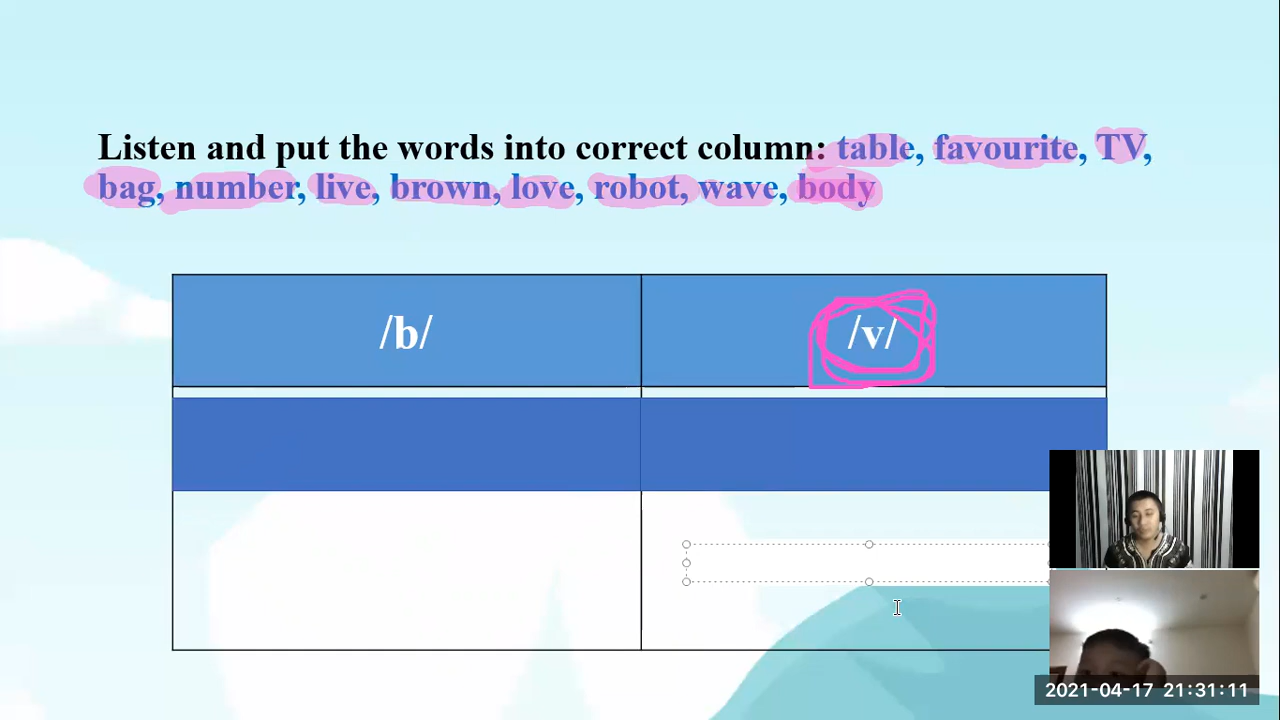 Listen and put the words into correct column: table, favourite, TV,
bag, number, live, brown, love, robot, wave, body
/b/
/v/
2021-04-17 21:31:11